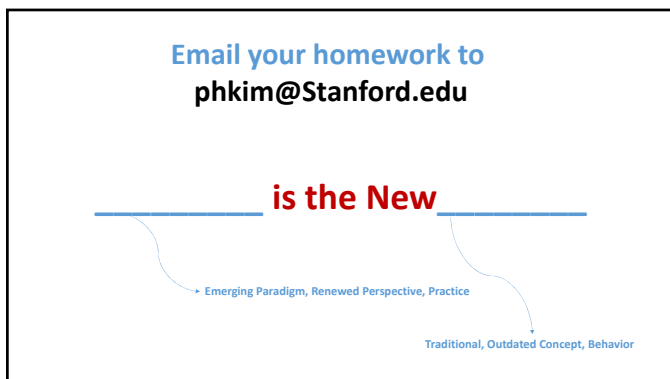 Email your homework to
phkim@Stanford.edu
_________ is the New________
Emerging Paradigm, Renewed Perspective, Practice
Traditional, Outdated Concept, Behavior